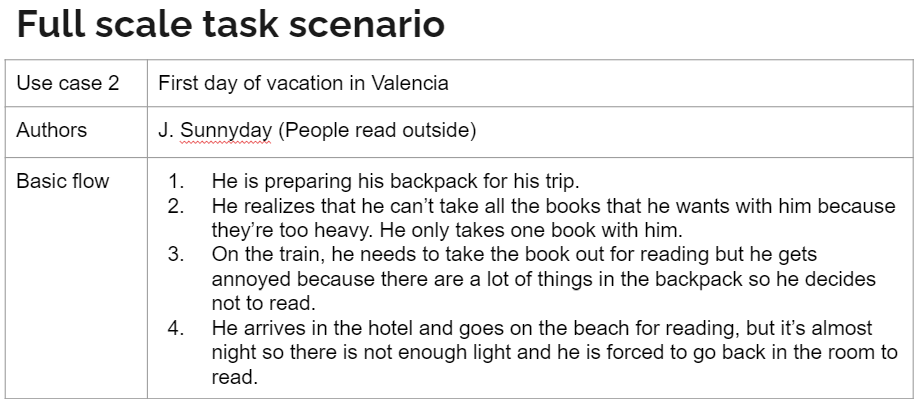 Full scale task scenario
Use case 2
First day of vacation in Valencia
Authors
J. Sunnyday (People read outside)
Basic flow
1. He is preparing his backpack for his trip.
2. He realizes that he can’t take all the books that he wants with him because
they’re too heavy. He only takes one book with him.
3. On the train, he needs to take the book out for reading but he gets
annoyed because there are a lot of things in the backpack so he decides
not to read.
4. He arrives in the hotel and goes on the beach for reading, but it’s almost
night so there is not enough light and he is forced to go back in the room to
read.